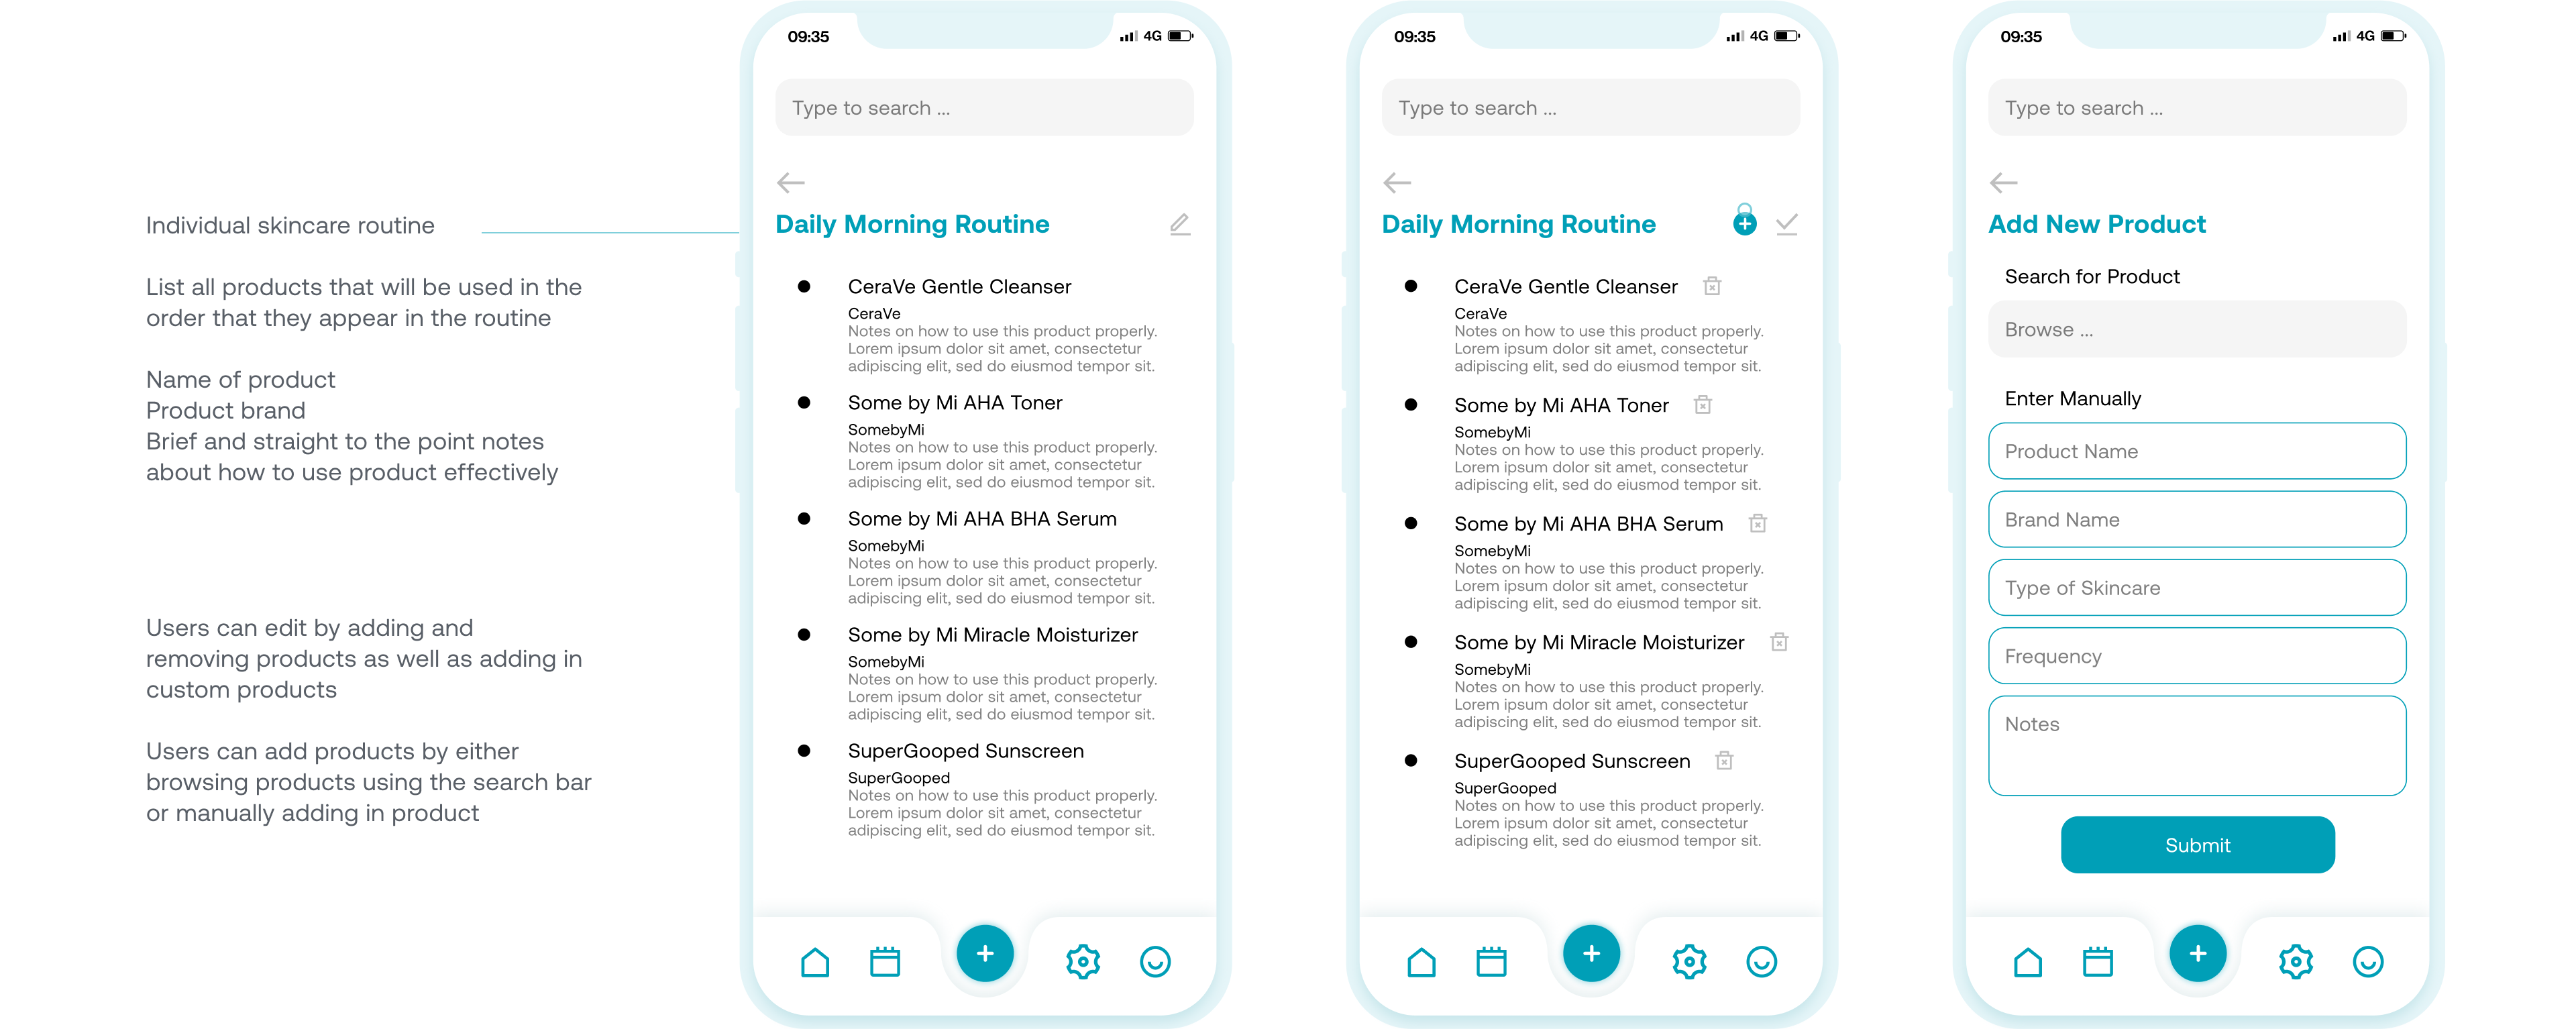 Individual skincare routine
List all products that will be used in the
order that they appear in the routine
Name of product
Product brand
Brief and straight to the point notes
about how to use product effectively
Users can edit by adding and
removing products as well as adding in
custom products
Users can add products by either
browsing products using the search bar
or manually adding in product
09:35
4G
Type to search ...
Daily Morning Routine
CeraVe Gentle Cleanser
CeraVe
Notes on how to use this product properly.
Lorem ipsum dolor sit amet, consectetur
adipiscing elit, sed do eiusmod tempor sit.
Some by Mi AHA Toner
SomebyMi
Notes on how to use this product properly.
Lorem ipsum dolor sit amet, consectetur
adipiscing elit, sed do eiusmod tempor sit.
Some by Mi AHA BHA Serum
SomebyMi
Notes on how to use this product properly.
Lorem ipsum dolor sit amet, consectetur
adipiscing elit, sed do eiusmod tempor sit.
Some by Mi Miracle Moisturizer
SomebyMi
Notes on how to use this product properly.
Lorem ipsum dolor sit amet, consectetur
adipiscing elit, sed do eiusmod tempor sit.
SuperGooped Sunscreen
SuperGooped
Notes on how to use this product properly.
Lorem ipsum dolor sit amet, consectetur
adipiscing elit, sed do eiusmod tempor sit.
09:35
4G
Type to search ...
Daily Morning Routine
CeraVe Gentle Cleanser
CeraVe
Notes on how to use this product properly.
Lorem ipsum dolor sit amet, consectetur
adipiscing elit, sed do eiusmod tempor sit.
Some by Mi AHA Toner
SomebyMi
Notes on how to use this product properly.
Lorem ipsum dolor sit amet, consectetur
adipiscing elit, sed do eiusmod tempor sit.
Some by Mi AHA BHA Serum
SomebyMi
Notes on how to use this product properly.
Lorem ipsum dolor sit amet, consectetur
adipiscing elit, sed do eiusmod tempor sit.
Some by Mi Miracle Moisturizer
SomebyMi
Notes on how to use this product properly.
Lorem ipsum dolor sit amet, consectetur
adipiscing elit, sed do eiusmod tempor sit.
SuperGooped Sunscreen
SuperGooped
Notes on how to use this product properly.
Lorem ipsum dolor sit amet, consectetur
adipiscing elit, sed do eiusmod tempor sit.
09:35
4G
Type to search ...
Add New Product
Search for Product
Browse ...
Enter Manually
Product Name
Brand Name
Type of Skincare
Frequency
Notes
Submit